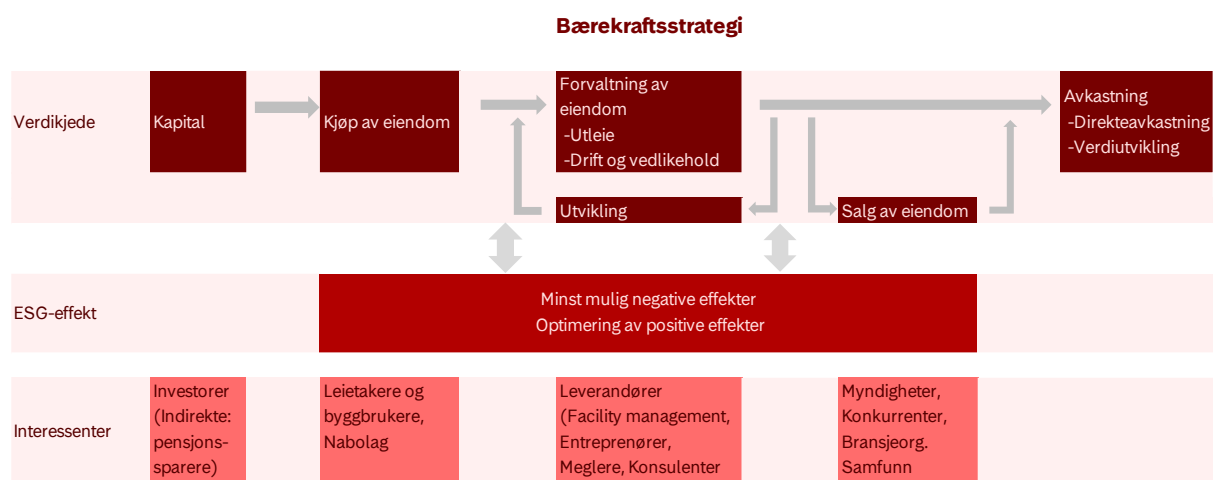 Bærekraftsstrategi
Verdikjede
Kapital
Kjøp av eiendom
Forvaltning av
eiendom
-Utleie
-Drift og vedlikehold
Avkastning
-Direkteavkastning
-Verdiutvikling
Utvikling
Salg av eiendom
ESG-effekt
Minst mulig negative effekter
Optimering av positive effekter
Interessenter
Investorer
(Indirekte:
pensjons-
sparere)
Leietakere og
byggbrukere,
Nabolag
Leverandører
(Facility management,
Entreprenører,
Meglere, Konsulenter
Myndigheter,
Konkurrenter,
Bransjeorg.
Samfunn